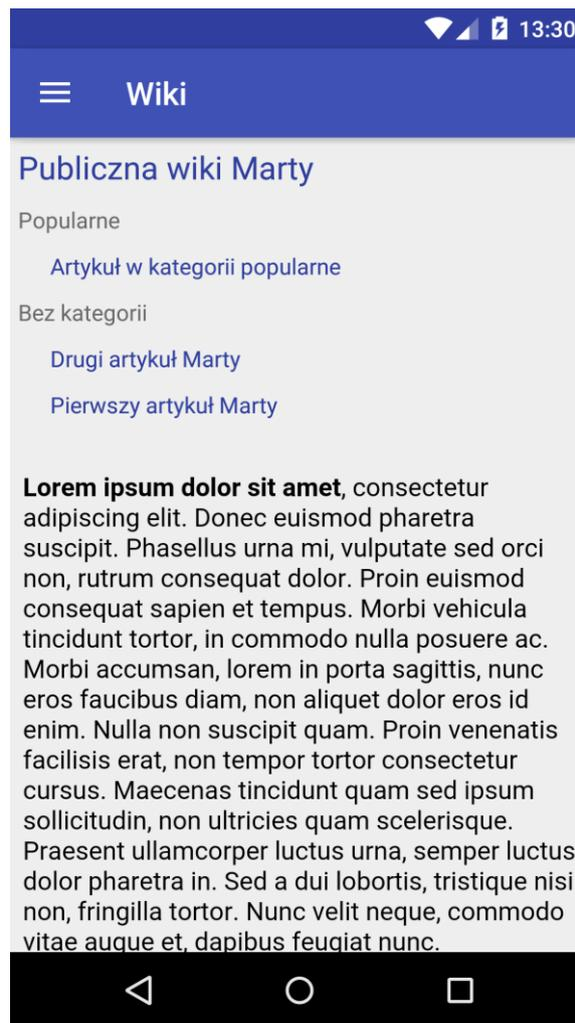 13:30
Wiki
Publiczna wiki Marty
Popularne
Artykuł w kategorii popularne
Bez kategorii
Drugi artykuł Marty
Pierwszy artykuł Marty
Lorem ipsum dolor sit amet, consectetur
adipiscing elit. Donec euismod pharetra
suscipit. Phasellus urna mi, vulputate sed orci
non, rutrum consequat dolor. Proin euismod
consequat sapien et tempus. Morbi vehicula
tincidunt tortor, in commodo nulla posuere ac.
Morbi accumsan, lorem in porta sagittis, nunc
eros faucibus diam, non aliquet dolor eros id
enim. Nulla non suscipit quam. Proin venenatis
facilisis erat, non tempor tortor consectetur
cursus. Maecenas tincidunt quam sed ipsum
sollicitudin, non ultricies quam scelerisque.
Praesent ullamcorper luctus urna, semper luctus
dolor pharetra in. Sed a dui lobortis, tristique nisi
non, fringilla tortor. Nunc velit neque, commodo
vitae augue et, dapibus feugiat nunc.